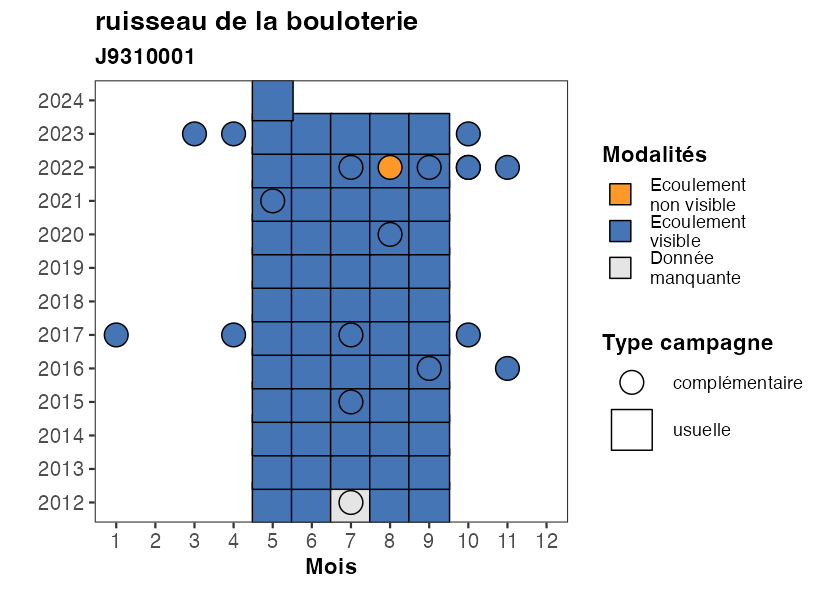 ruisseau de la bouloterie
J9310001
2024
2023
2022
2021
2020
2019
2018
2017
2016
2015
2014
2013
2012
1 2 3 4 5 6 7 8 9 10 11 12
Mois
Modalités
Ecoulement
non visible
Ecoulement
visible
Donnée
manquante
Type campagne
complémentaire
usuelle